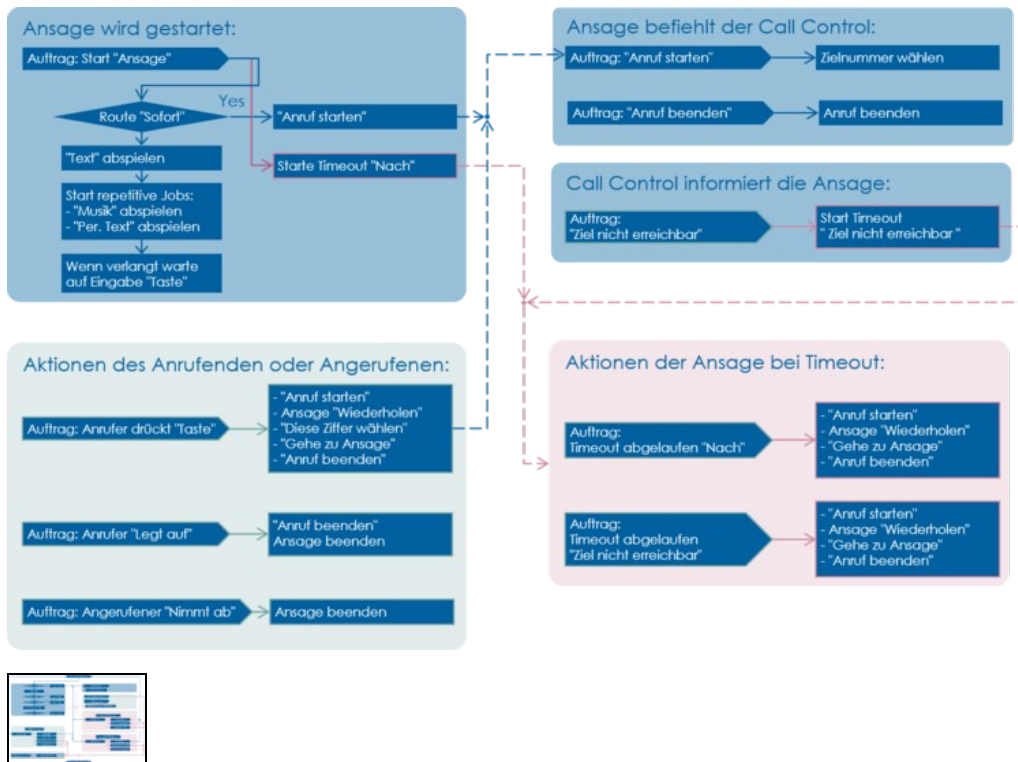 Ansage wird gestartet:
Auftrag: Start "Ansage"
Route "Sofort"
Yes
"Anruf starten"
"Text" abspielen
Starte Timeout "Nach"
Start repetitive Jobs:
- "Musik" abspielen
- "Per. Text" abspielen
Wenn verlangt warte
auf Eingabe "Taste"
Ansage befiehlt der Call Control:
Auftrag: "Anruf starten"
Zielnummer wählen
Auftrag: "Anruf beenden"
Anruf beenden
Call Control informiert die Ansage:
Auftrag:
"Ziel nicht erreichbar"
Start Timeout
" Ziel nicht erreichbar "
Aktionen des Anrufenden oder Angerufenen:
Auftrag: Anrufer drückt "Taste"
- "Anruf starten"
- Ansage "Wiederholen"
- "Diese Ziffer wählen"
- "Gehe zu Ansage"
- "Anruf beenden"
Auftrag: Anrufer "Legt auf"
"Anruf beenden"
Ansage beenden
Auftrag: Angerufener "Nimmt ab"
Ansage beenden
Aktionen der Ansage bei Timeout:
Auftrag:
Timeout abgelaufen "Nach"
- "Anruf starten"
- Ansage "Wiederholen"
- "Gehe zu Ansage"
- "Anruf beenden"
Auftrag:
Timeout abgelaufen
"Ziel nicht erreichbar"
- "Anruf starten"
- Ansage "Wiederholen"
- "Gehe zu Ansage"
- "Anruf beenden"